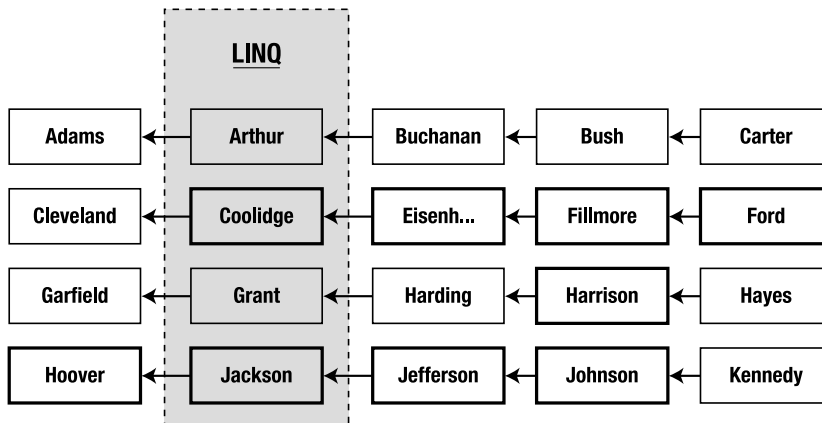 LINQ
Adams Arthur Buchanan Bush Carter
Cleveland Coolidge Eisenh... Fillmore Ford
Garfield Grant Harding Harrison Hayes
Hoover Jackson Jefferson Johnson Kennedy